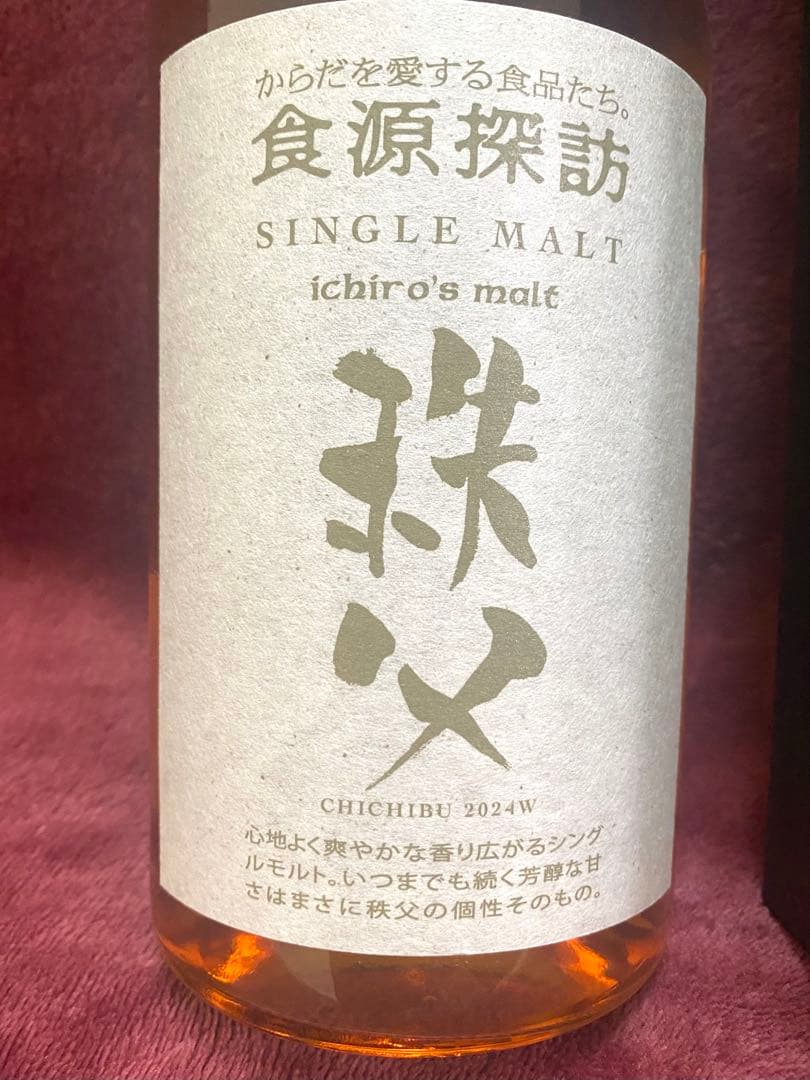 からだを愛する食品たち。
食源探訪
SINGLE MALT
ichiro's malt
秩父
CHICHIBU 2024W
心地よく爽やかな香り広がるシング
ルモルト。いつまでも続く芳醇な甘
さはまさに秩父の個性そのもの。